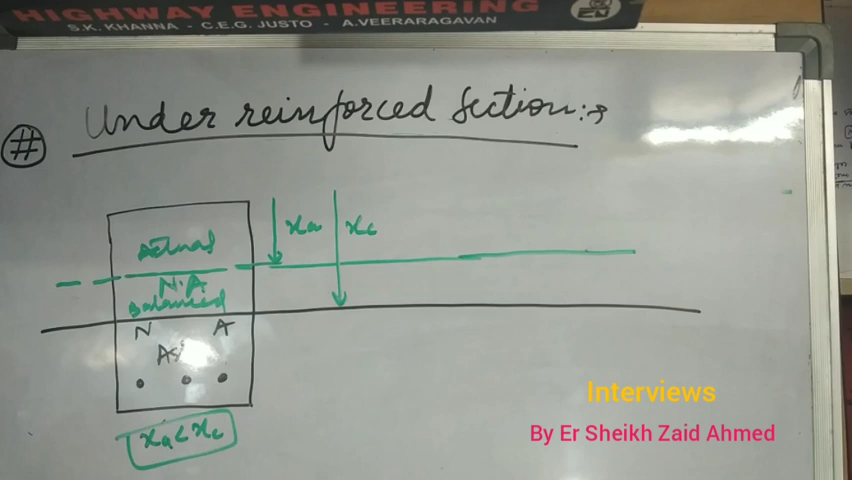 HIGHWAY ENGINEERING
S.K. KHANNA - C.E.G. JUSTO - A.VEERARAGAVAN
# Under reinforced Section:→
Actual
N.A
Balanced
xa xc
N A
As
xa < xc
Interviews
By Er Sheikh Zaid Ahmed